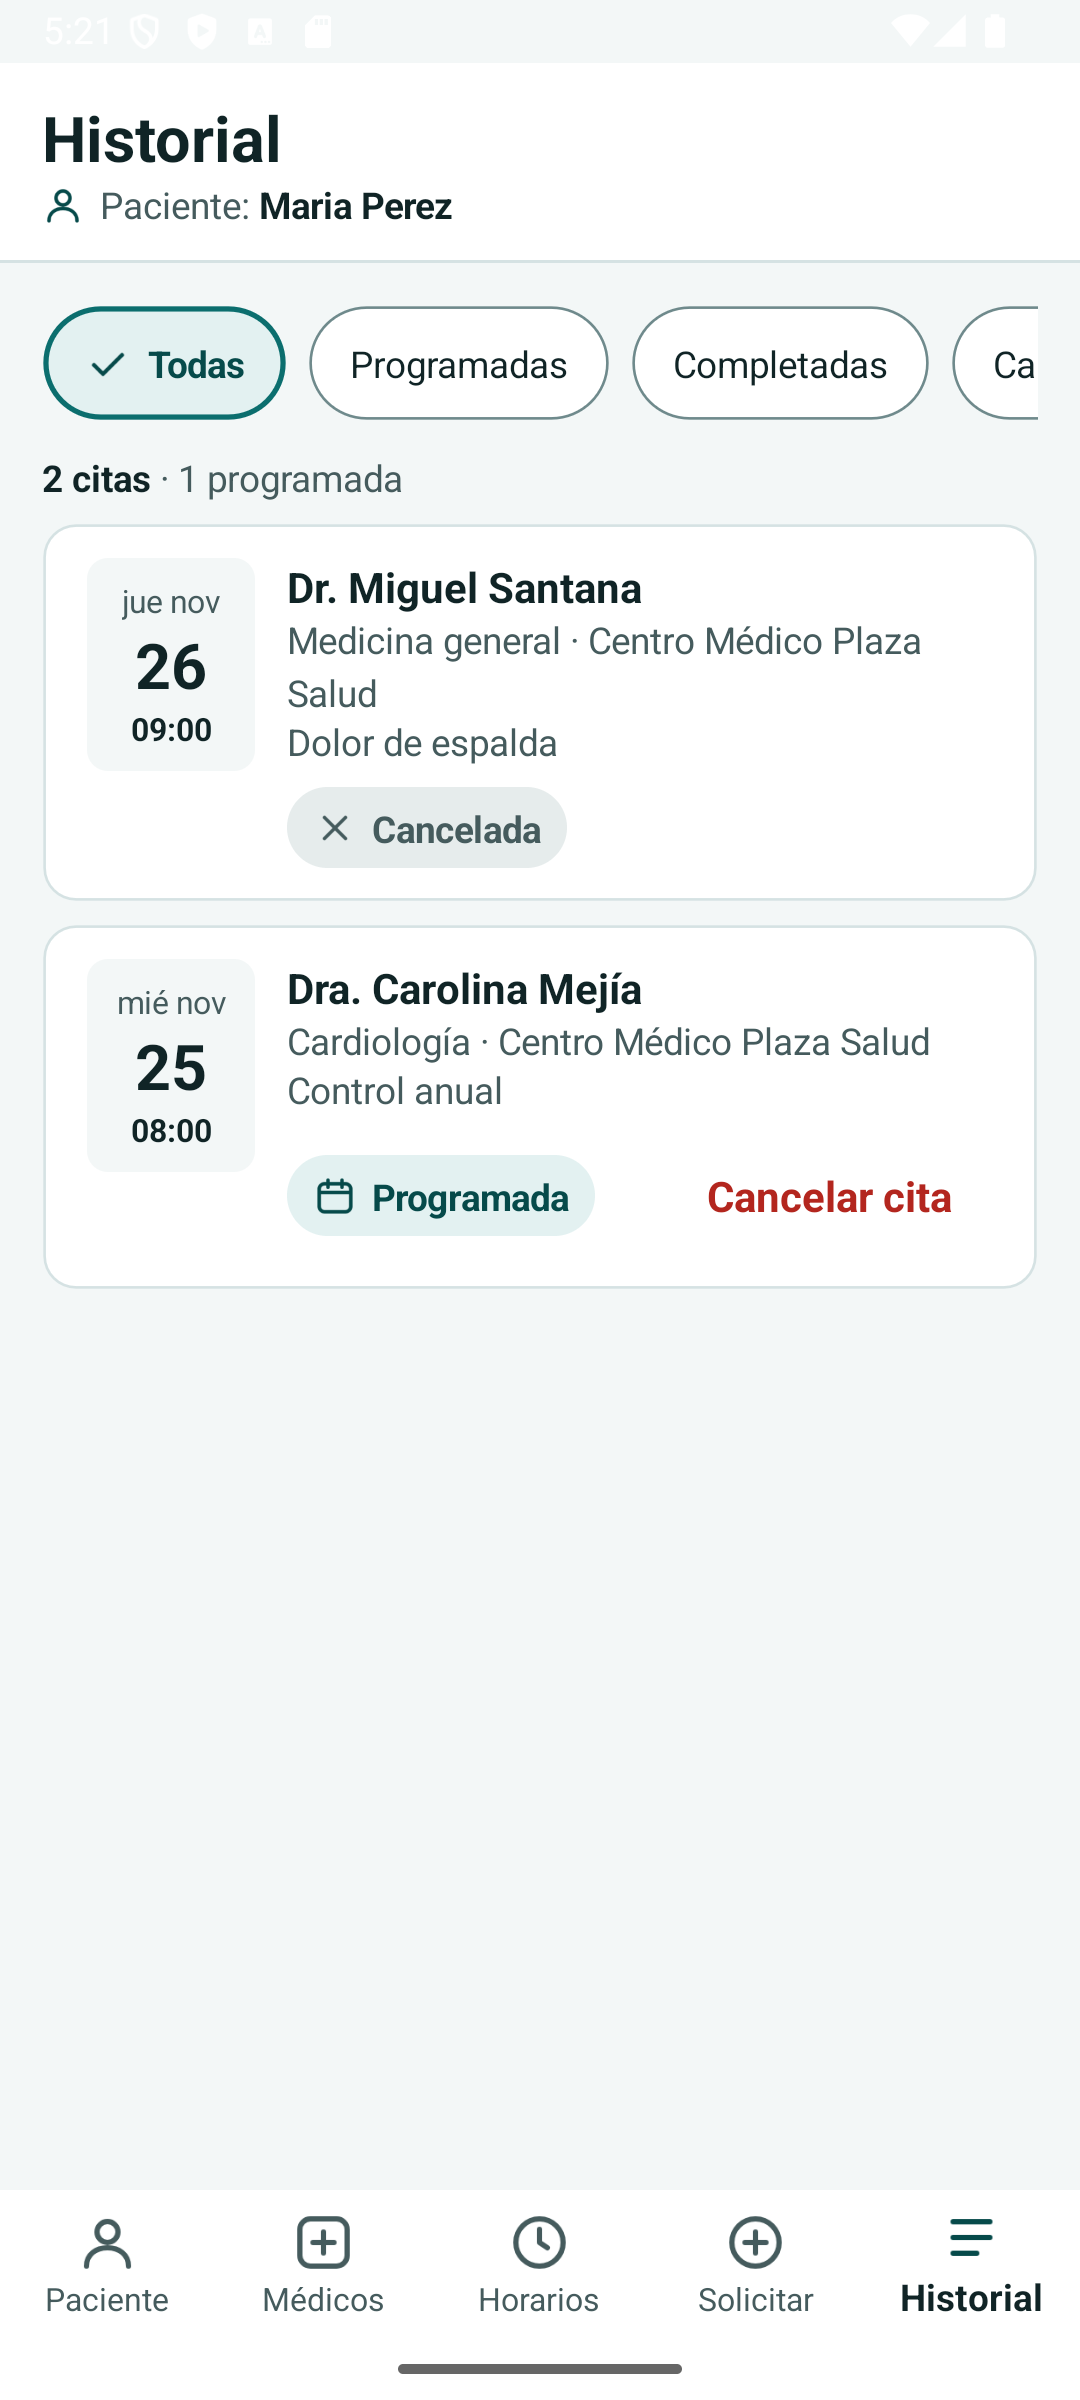 5:21
Historial
Paciente: Maria Perez
Todas
Programadas
Completadas
Ca
2 citas · 1 programada
jue nov
26
09:00
Dr. Miguel Santana
Medicina general · Centro Médico Plaza
Salud
Dolor de espalda
Cancelada
mié nov
25
08:00
Dra. Carolina Mejía
Cardiología · Centro Médico Plaza Salud
Control anual
Programada
Cancelar cita
Paciente
Médicos
Horarios
Solicitar
Historial